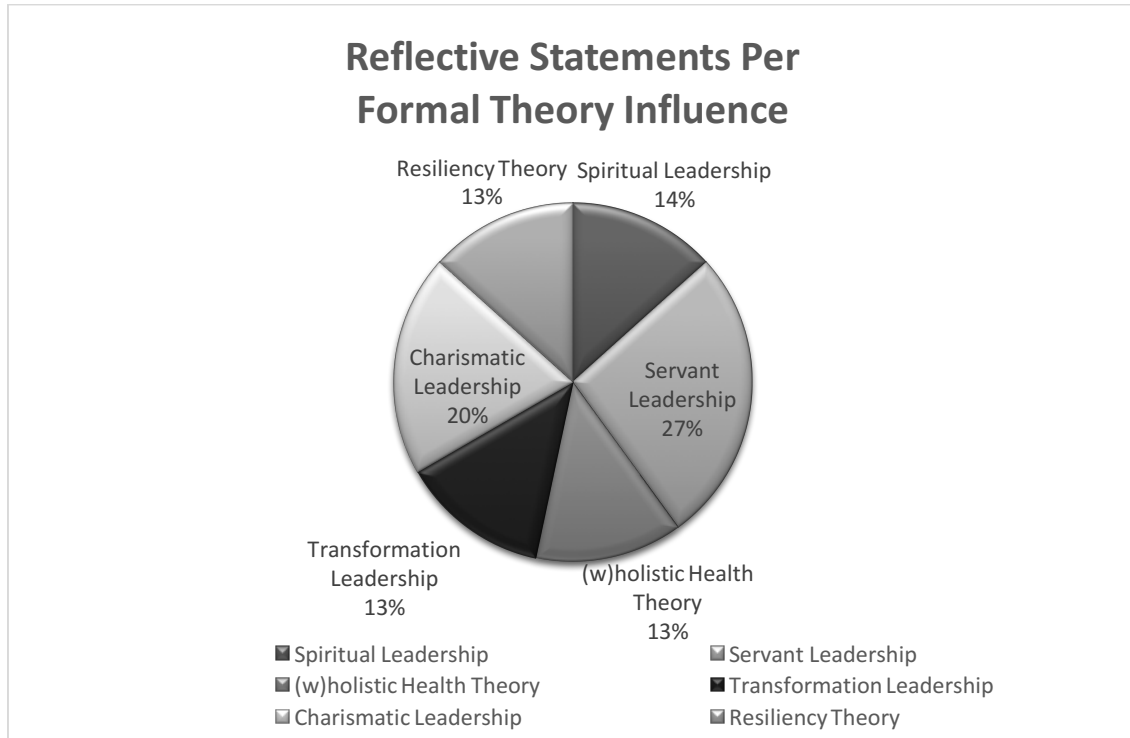 Reflective Statements Per
Formal Theory Influence
Resiliency Theory
13%
Spiritual Leadership
14%
Charismatic
Leadership
20%
Servant
Leadership
27%
Transformation
Leadership
13%
(w)holistic Health
Theory
13%
Spiritual Leadership
Servant Leadership
(w)holistic Health Theory
Transformation Leadership
Charismatic Leadership
Resiliency Theory